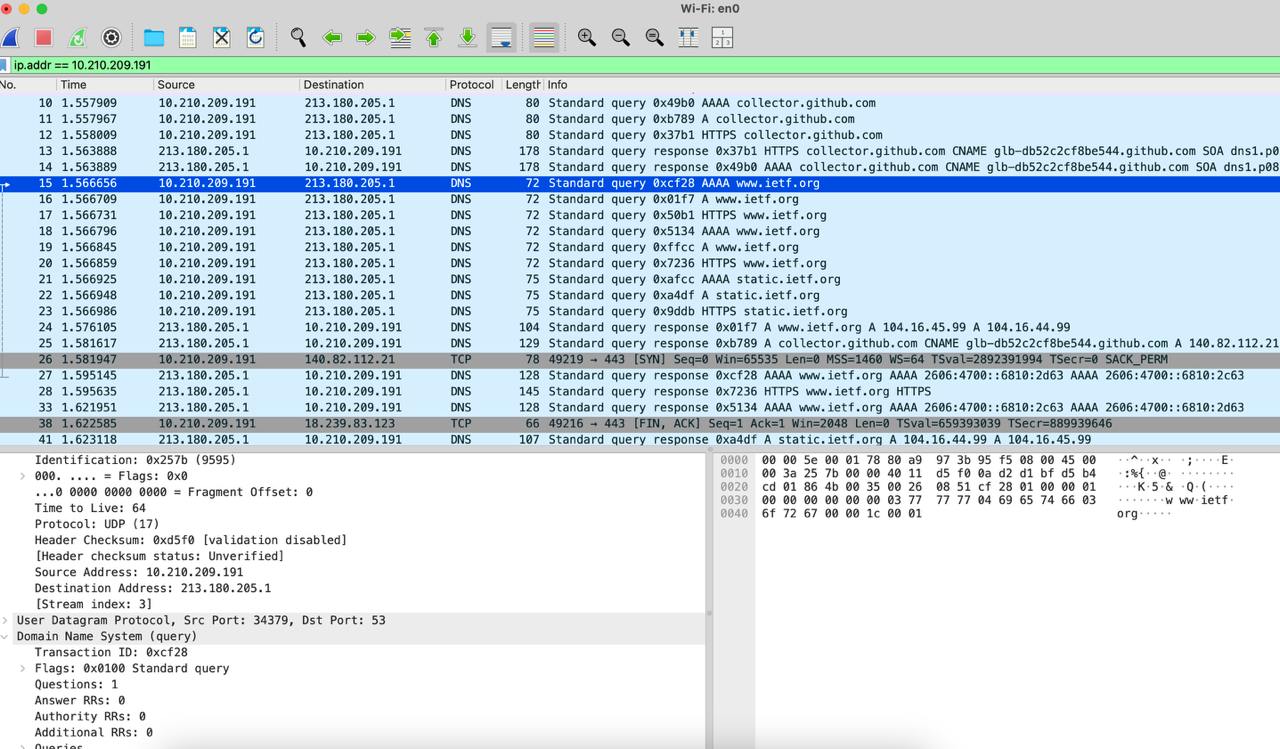 Wi-Fi: en0
ip.addr == 10.210.209.191
No. Time Source Destination Protocol Length Info
10 1.557909 10.210.209.191 213.180.205.1 DNS 80 Standard query 0x49b0 AAAA collector.github.com
11 1.557967 10.210.209.191 213.180.205.1 DNS 80 Standard query 0xb789 A collector.github.com
12 1.558009 10.210.209.191 213.180.205.1 DNS 80 Standard query 0x37b1 HTTPS collector.github.com
13 1.563888 213.180.205.1 10.210.209.191 DNS 178 Standard query response 0x37b1 HTTPS collector.github.com CNAME glb-db52c2cf8be544.github.com SOA dns1.p0
14 1.563889 213.180.205.1 10.210.209.191 DNS 178 Standard query response 0x49b0 AAAA collector.github.com CNAME glb-db52c2cf8be544.github.com SOA dns1.p08
15 1.566656 10.210.209.191 213.180.205.1 DNS 72 Standard query 0xcf28 AAAA www.ietf.org
16 1.566709 10.210.209.191 213.180.205.1 DNS 72 Standard query 0x01f7 A www.ietf.org
17 1.566731 10.210.209.191 213.180.205.1 DNS 72 Standard query 0x50b1 HTTPS www.ietf.org
18 1.566796 10.210.209.191 213.180.205.1 DNS 72 Standard query 0x5134 AAAA www.ietf.org
19 1.566845 10.210.209.191 213.180.205.1 DNS 72 Standard query 0xffcc A www.ietf.org
20 1.566859 10.210.209.191 213.180.205.1 DNS 72 Standard query 0x7236 HTTPS www.ietf.org
21 1.566925 10.210.209.191 213.180.205.1 DNS 75 Standard query 0xafcc AAAA static.ietf.org
22 1.566948 10.210.209.191 213.180.205.1 DNS 75 Standard query 0xa4df A static.ietf.org
23 1.566986 10.210.209.191 213.180.205.1 DNS 75 Standard query 0x9ddb HTTPS static.ietf.org
24 1.576105 213.180.205.1 10.210.209.191 DNS 104 Standard query response 0x01f7 A www.ietf.org A 104.16.45.99 A 104.16.44.99
25 1.581617 213.180.205.1 10.210.209.191 DNS 129 Standard query response 0xb789 A collector.github.com CNAME glb-db52c2cf8be544.github.com A 140.82.112.21
26 1.581947 10.210.209.191 140.82.112.21 TCP 78 49219 → 443 [SYN] Seq=0 Win=65535 Len=0 MSS=1460 WS=64 TSval=2892391994 TSecr=0 SACK_PERM
27 1.595145 213.180.205.1 10.210.209.191 DNS 128 Standard query response 0xcf28 AAAA www.ietf.org AAAA 2606:4700::6810:2d63 AAAA 2606:4700::6810:2c63
28 1.595635 213.180.205.1 10.210.209.191 DNS 145 Standard query response 0x7236 HTTPS www.ietf.org HTTPS
33 1.621951 213.180.205.1 10.210.209.191 DNS 128 Standard query response 0x5134 AAAA www.ietf.org AAAA 2606:4700::6810:2c63 AAAA 2606:4700::6810:2d63
38 1.622585 10.210.209.191 18.239.83.123 TCP 66 49216 → 443 [FIN, ACK] Seq=1 Ack=1 Win=2048 Len=0 TSval=659393039 TSecr=889939646
41 1.623118 213.180.205.1 10.210.209.191 DNS 107 Standard query response 0xa4df A static.ietf.org A 104.16.44.99 A 104.16.45.99
Identification: 0x257b (9595)
000. .... = Flags: 0x0
...0 0000 0000 0000 = Fragment Offset: 0
Time to Live: 64
Protocol: UDP (17)
Header Checksum: 0xd5f0 [validation disabled]
[Header checksum status: Unverified]
Source Address: 10.210.209.191
Destination Address: 213.180.205.1
[Stream index: 3]
User Datagram Protocol, Src Port: 34379, Dst Port: 53
Domain Name System (query)
Transaction ID: 0xcf28
Flags: 0x0100 Standard query
Questions: 1
Answer RRs: 0
Authority RRs: 0
Additional RRs: 0
Queries
0000 00 00 5e 00 01 78 80 a9 97 3b 95 f5 08 00 45 00 ··^··x·· ·;····E·
0010 00 3a 25 7b 00 00 40 11 d5 f0 0a d2 d1 bf d5 b4 ·:%{··@· ········
0020 cd 01 86 4b 00 35 00 26 08 51 cf 28 01 00 00 01 ···K·5·& ·Q·(····
0030 00 00 00 00 00 00 03 77 77 77 04 69 65 74 66 03 ·······w ww·ietf·
0040 6f 72 67 00 00 1c 00 01 org·····